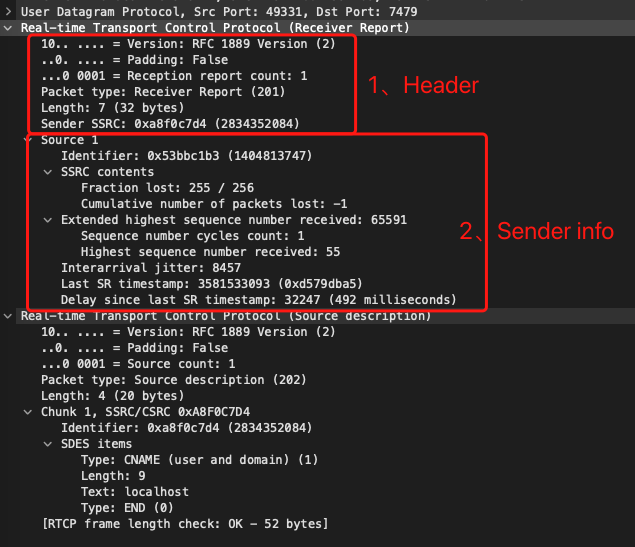 User Datagram Protocol, Src Port: 49331, Dst Port: 7479
Real-time Transport Control Protocol (Receiver Report)
10.. .... = Version: RFC 1889 Version (2)
..0. .... = Padding: False
...0 0001 = Reception report count: 1
Packet type: Receiver Report (201)
Length: 7 (32 bytes)
Sender SSRC: 0xa8f0c7d4 (2834352084)
1、Header
Source 1
Identifier: 0x53bbc1b3 (1404813747)
SSRC contents
Fraction lost: 255 / 256
Cumulative number of packets lost: -1
Extended highest sequence number received: 65591
Sequence number cycles count: 1
Highest sequence number received: 55
Interarrival jitter: 8457
Last SR timestamp: 3581533093 (0xd579dba5)
Delay since last SR timestamp: 32247 (492 milliseconds)
2、Sender info
Real-time Transport Control Protocol (Source description)
10.. .... = Version: RFC 1889 Version (2)
..0. .... = Padding: False
...0 0001 = Source count: 1
Packet type: Source description (202)
Length: 4 (20 bytes)
Chunk 1, SSRC/CSRC 0xA8F0C7D4
Identifier: 0xa8f0c7d4 (2834352084)
SDES items
Type: CNAME (user and domain) (1)
Length: 9
Text: localhost
Type: END (0)
[RTCP frame length check: OK - 52 bytes]